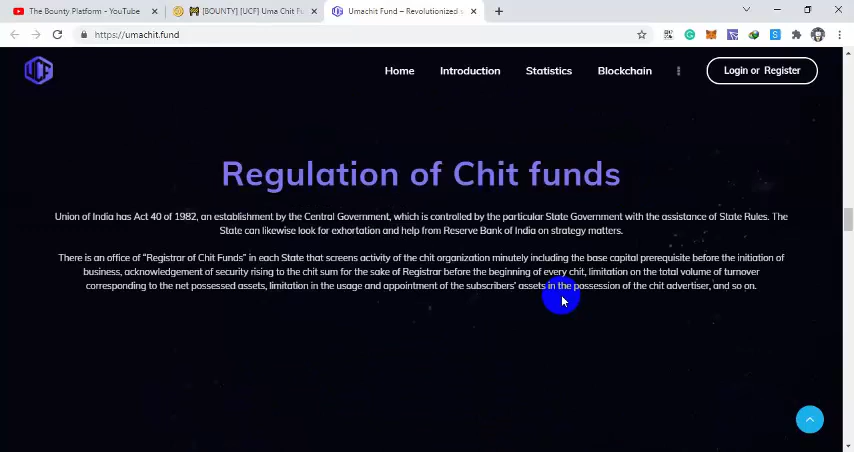 The Bounty Platform - YouTube
[BOUNTY] [UCF] Uma Chit Fu
Umachit Fund – Revolutionized s
https://umachit.fund
UCF
Home
Introduction
Statistics
Blockchain
Login or Register
Regulation of Chit funds
Union of India has Act 40 of 1982, an establishment by the Central Government, which is controlled by the particular State Government with the assistance of State Rules. The
State can likewise look for exhortation and help from Reserve Bank of India on strategy matters.
There is an office of “Registrar of Chit Funds” in each State that screens activity of the chit organization minutely including the base capital prerequisite before the initiation of
business, acknowledgement of security rising to the chit sum for the sake of Registrar before the beginning of every chit, limitation on the total volume of turnover
corresponding to the net possessed assets, limitation in the usage and appointment of the subscribers’ assets in the possession of the chit advertiser, and so on.